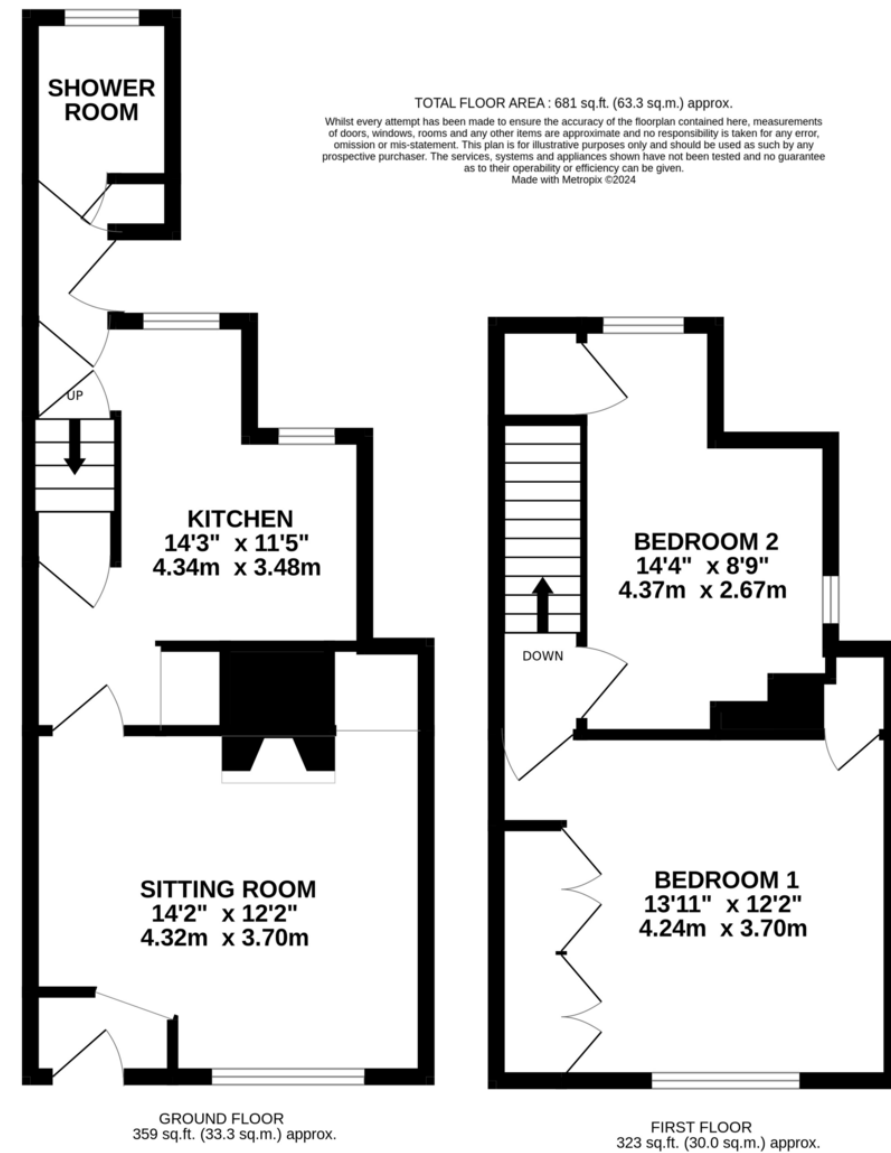 SHOWER
ROOM
TOTAL FLOOR AREA : 681 sq.ft. (63.3 sq.m.) approx.
Whilst every attempt has been made to ensure the accuracy of the floorplan contained here, measurements
of doors, windows, rooms and any other items are approximate and no responsibility is taken for any error,
omission or mis-statement. This plan is for illustrative purposes only and should be used as such by any
prospective purchaser. The services, systems and appliances shown have not been tested and no guarantee
as to their operability or efficiency can be given.
Made with Metropix ©2024
UP
KITCHEN
14'3" x 11'5"
4.34m x 3.48m
SITTING ROOM
14'2" x 12'2"
4.32m x 3.70m
GROUND FLOOR
359 sq.ft. (33.3 sq.m.) approx.
BEDROOM 2
14'4" x 8'9"
4.37m x 2.67m
DOWN
BEDROOM 1
13'11" x 12'2"
4.24m x 3.70m
FIRST FLOOR
323 sq.ft. (30.0 sq.m.) approx.